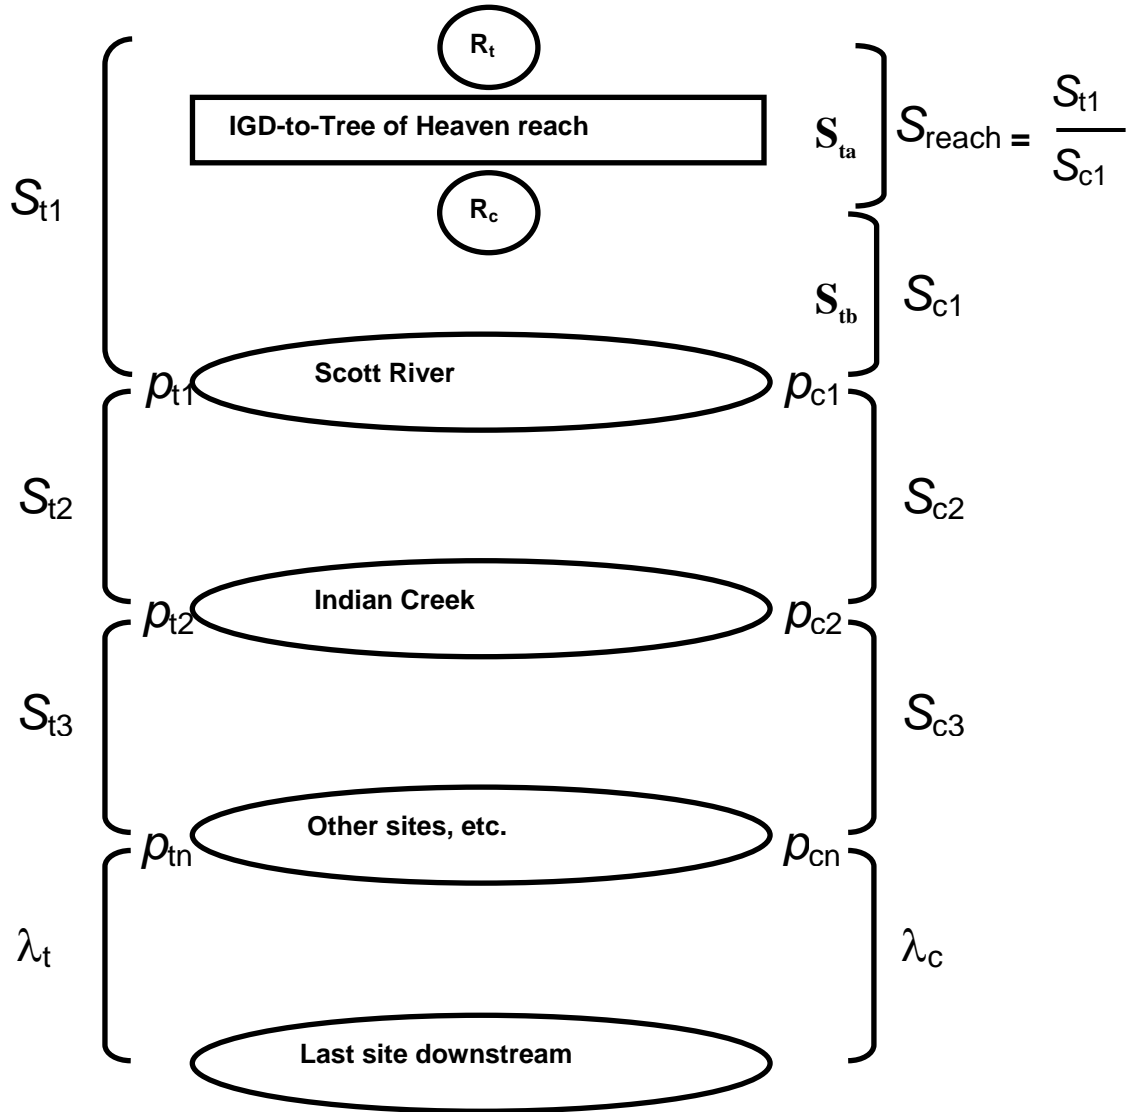 Rt
IGD-to-Tree of Heaven reach
Sta
Sreach = St1
Sc1
St1
Rc
Stb
Sc1
Scott River
pt1
pc1
St2
Sc2
Indian Creek
pt2
pc2
St3
Sc3
Other sites, etc.
ptn
pcn
λt
λc
Last site downstream